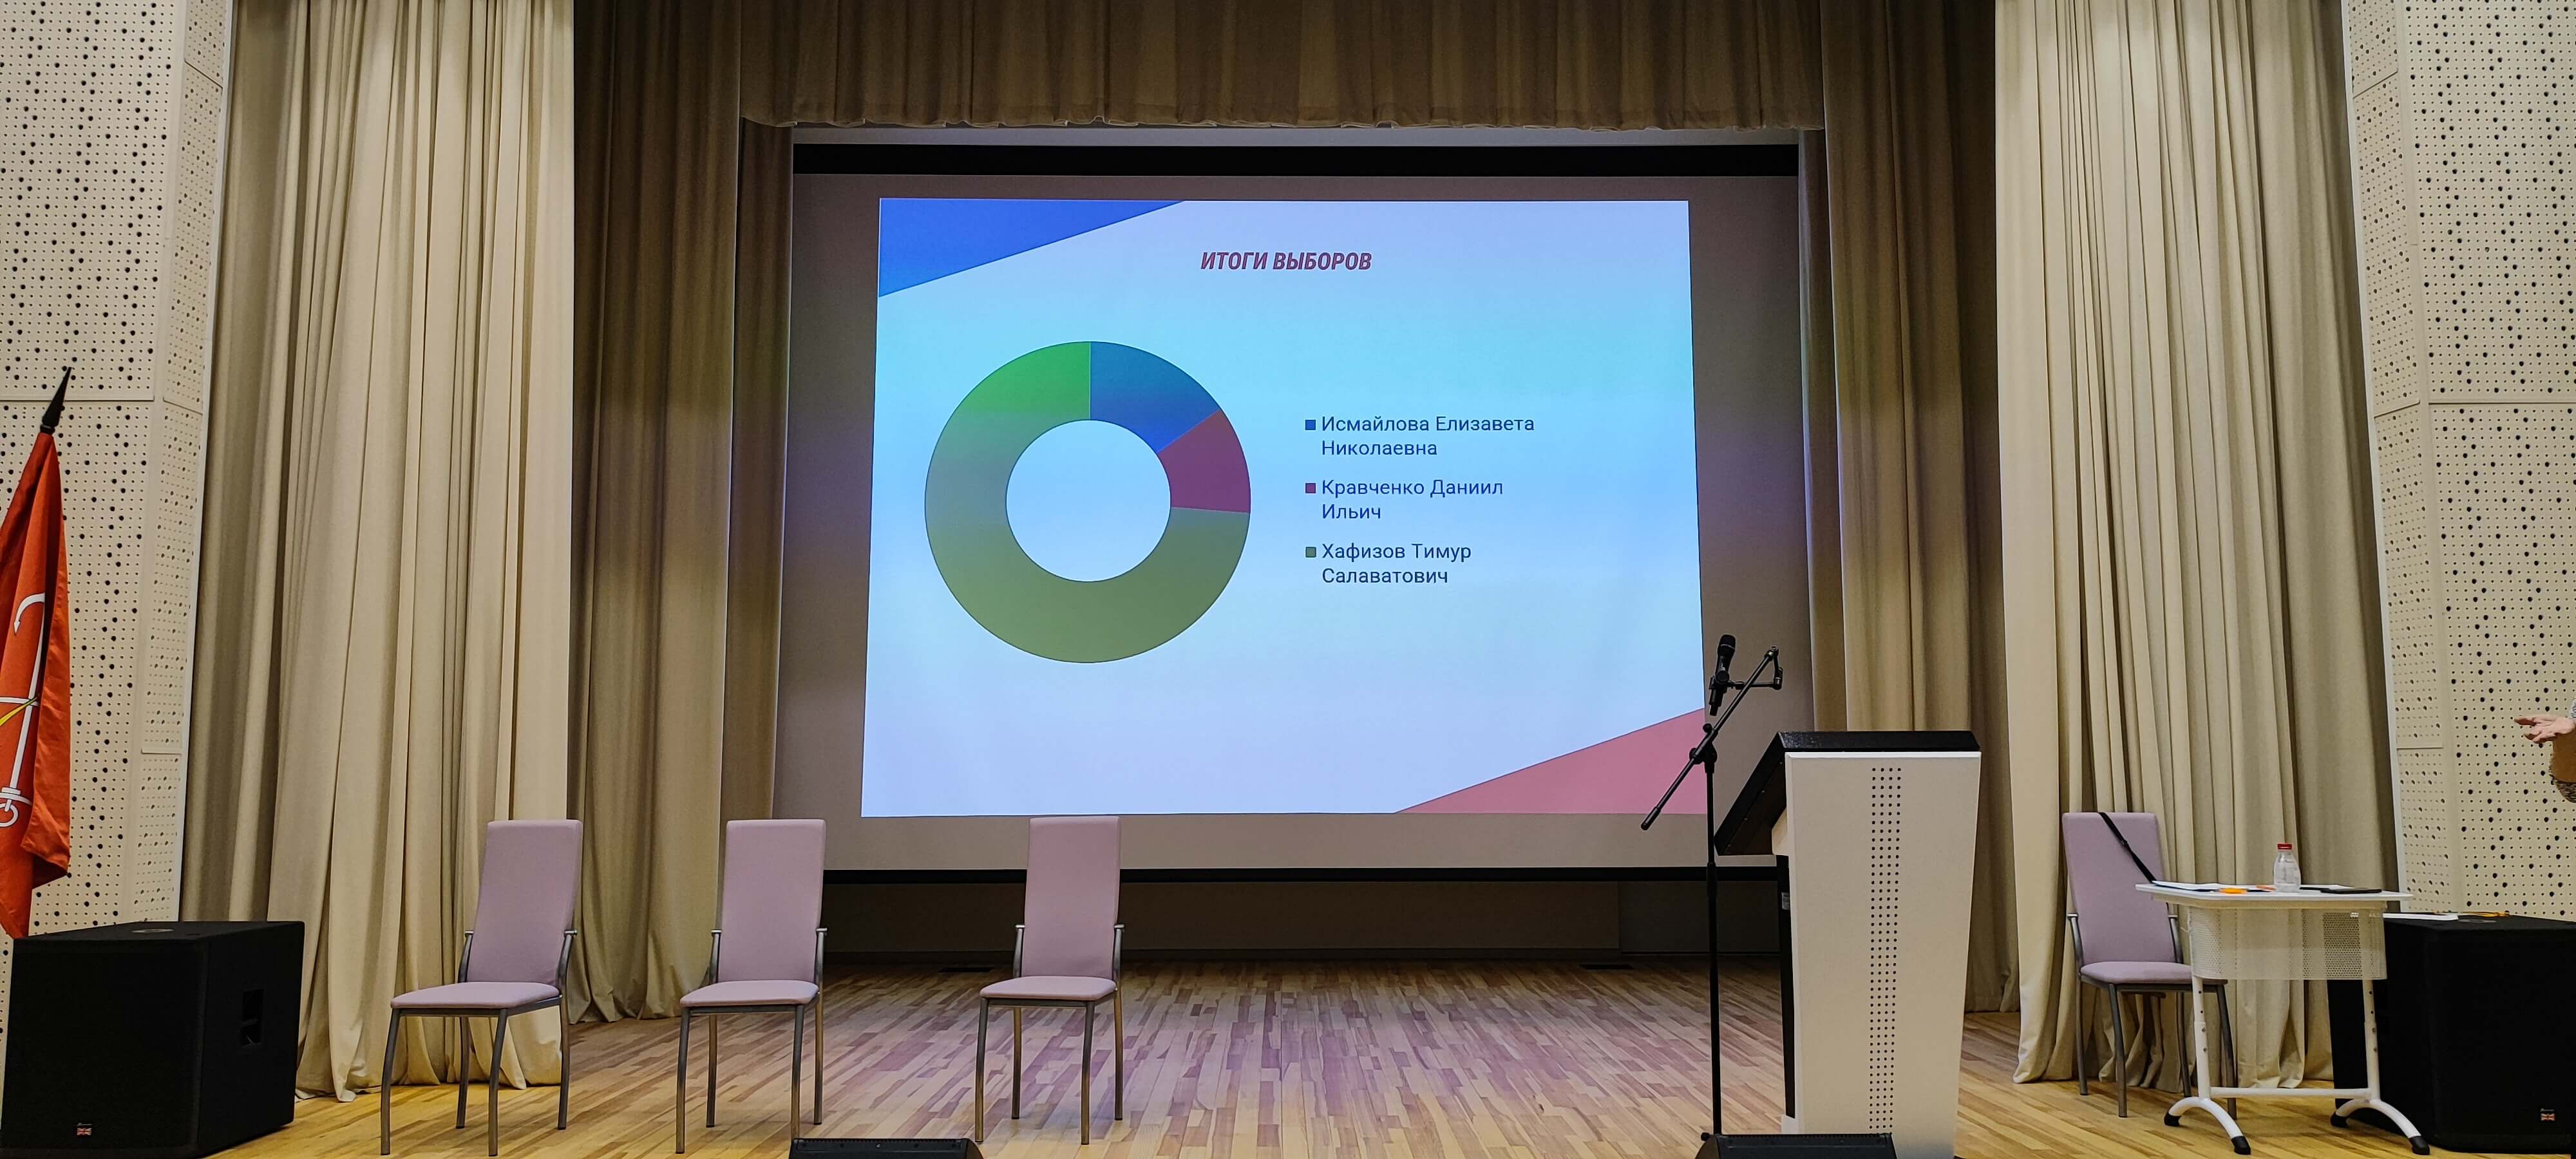 ИТОГИ ВЫБОРОВ
Исмайлова Елизавета
Николаевна
Кравченко Даниил
Ильич
Хафизов Тимур
Салаватович